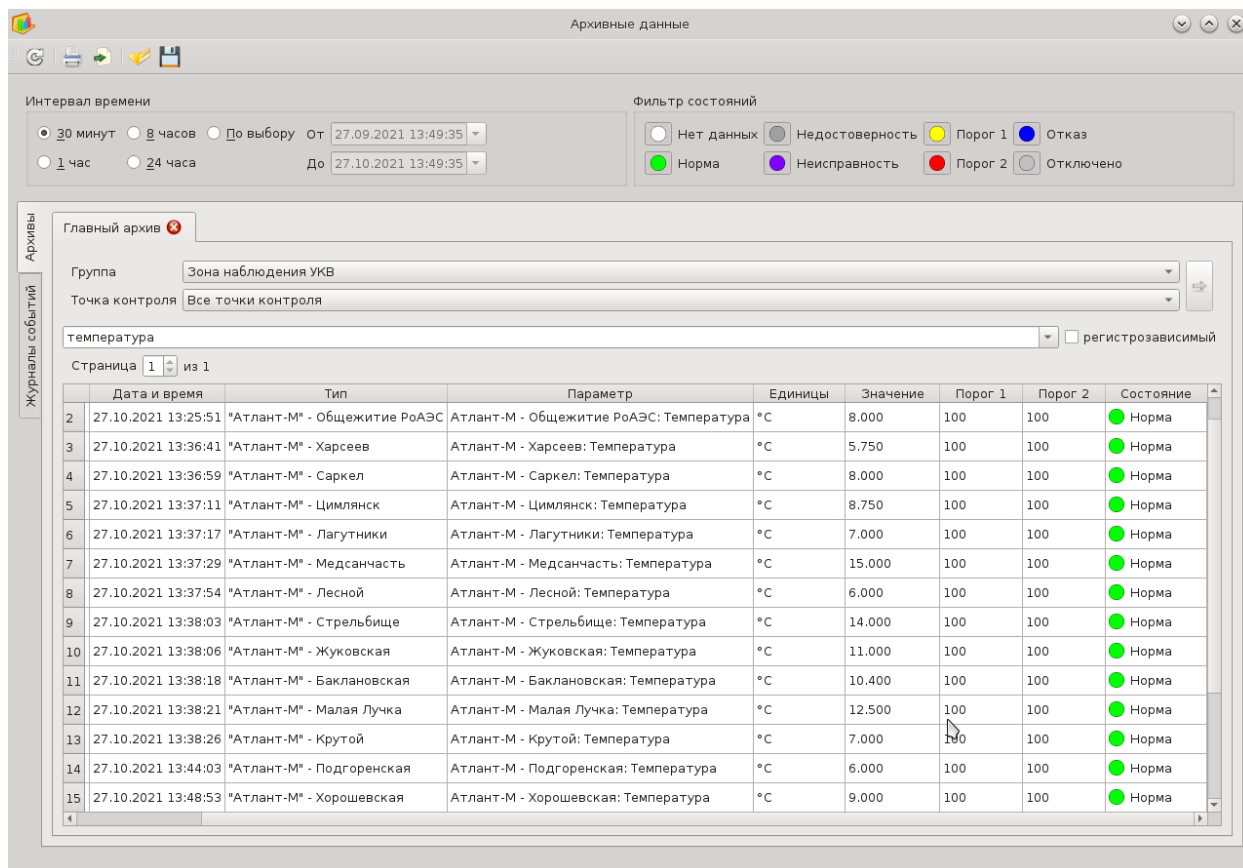 Архивные данные
Интервал времени
30 минут 8 часов По выбору От 27.09.2021 13:49:35
1 час 24 часа До 27.10.2021 13:49:35
Фильтр состояний
Нет данных Недостоверность Порог 1 Отказ
Норма Неисправность Порог 2 Отключено
Архивы
Журналы событий
Главный архив
Группа Зона наблюдения УКВ
Точка контроля Все точки контроля
температура регистрозависимый
Страница 1 из 1
Дата и время Тип Параметр Единицы Значение Порог 1 Порог 2 Состояние
2 27.10.2021 13:25:51 "Атлант-М" - Общежитие РоАЭС Атлант-М - Общежитие РоАЭС: Температура °C 8.000 100 100 Норма
3 27.10.2021 13:36:41 "Атлант-М" - Харсеев Атлант-М - Харсеев: Температура °C 5.750 100 100 Норма
4 27.10.2021 13:36:59 "Атлант-М" - Саркел Атлант-М - Саркел: Температура °C 8.000 100 100 Норма
5 27.10.2021 13:37:11 "Атлант-М" - Цимлянск Атлант-М - Цимлянск: Температура °C 8.750 100 100 Норма
6 27.10.2021 13:37:17 "Атлант-М" - Лагутники Атлант-М - Лагутники: Температура °C 7.000 100 100 Норма
7 27.10.2021 13:37:29 "Атлант-М" - Медсанчасть Атлант-М - Медсанчасть: Температура °C 15.000 100 100 Норма
8 27.10.2021 13:37:54 "Атлант-М" - Лесной Атлант-М - Лесной: Температура °C 6.000 100 100 Норма
9 27.10.2021 13:38:03 "Атлант-М" - Стрельбище Атлант-М - Стрельбище: Температура °C 14.000 100 100 Норма
10 27.10.2021 13:38:06 "Атлант-М" - Жуковская Атлант-М - Жуковская: Температура °C 11.000 100 100 Норма
11 27.10.2021 13:38:18 "Атлант-М" - Баклановская Атлант-М - Баклановская: Температура °C 10.400 100 100 Норма
12 27.10.2021 13:38:21 "Атлант-М" - Малая Лучка Атлант-М - Малая Лучка: Температура °C 12.500 100 100 Норма
13 27.10.2021 13:38:26 "Атлант-М" - Крутой Атлант-М - Крутой: Температура °C 7.000 100 100 Норма
14 27.10.2021 13:44:03 "Атлант-М" - Подгоренская Атлант-М - Подгоренская: Температура °C 6.000 100 100 Норма
15 27.10.2021 13:48:53 "Атлант-М" - Хорошевская Атлант-М - Хорошевская: Температура °C 9.000 100 100 Норма